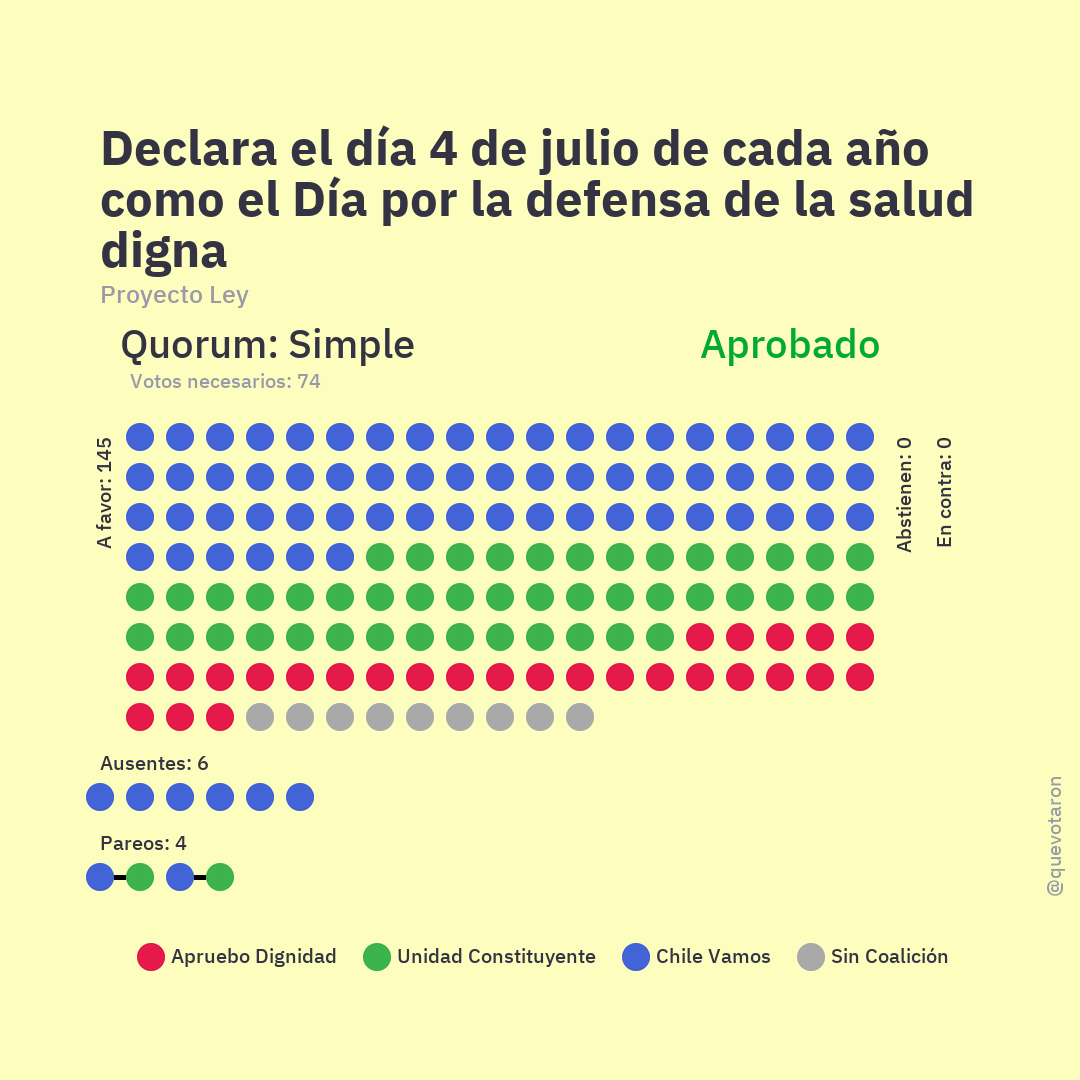 Declara el día 4 de julio de cada año
como el Día por la defensa de la salud
digna
Proyecto Ley
Quorum: Simple
Aprobado
Votos necesarios: 74
A favor: 145
Abstienen: 0
En contra: 0
Ausentes: 6
Pareos: 4
@quevotaron
Apruebo Dignidad
Unidad Constituyente
Chile Vamos
Sin Coalición